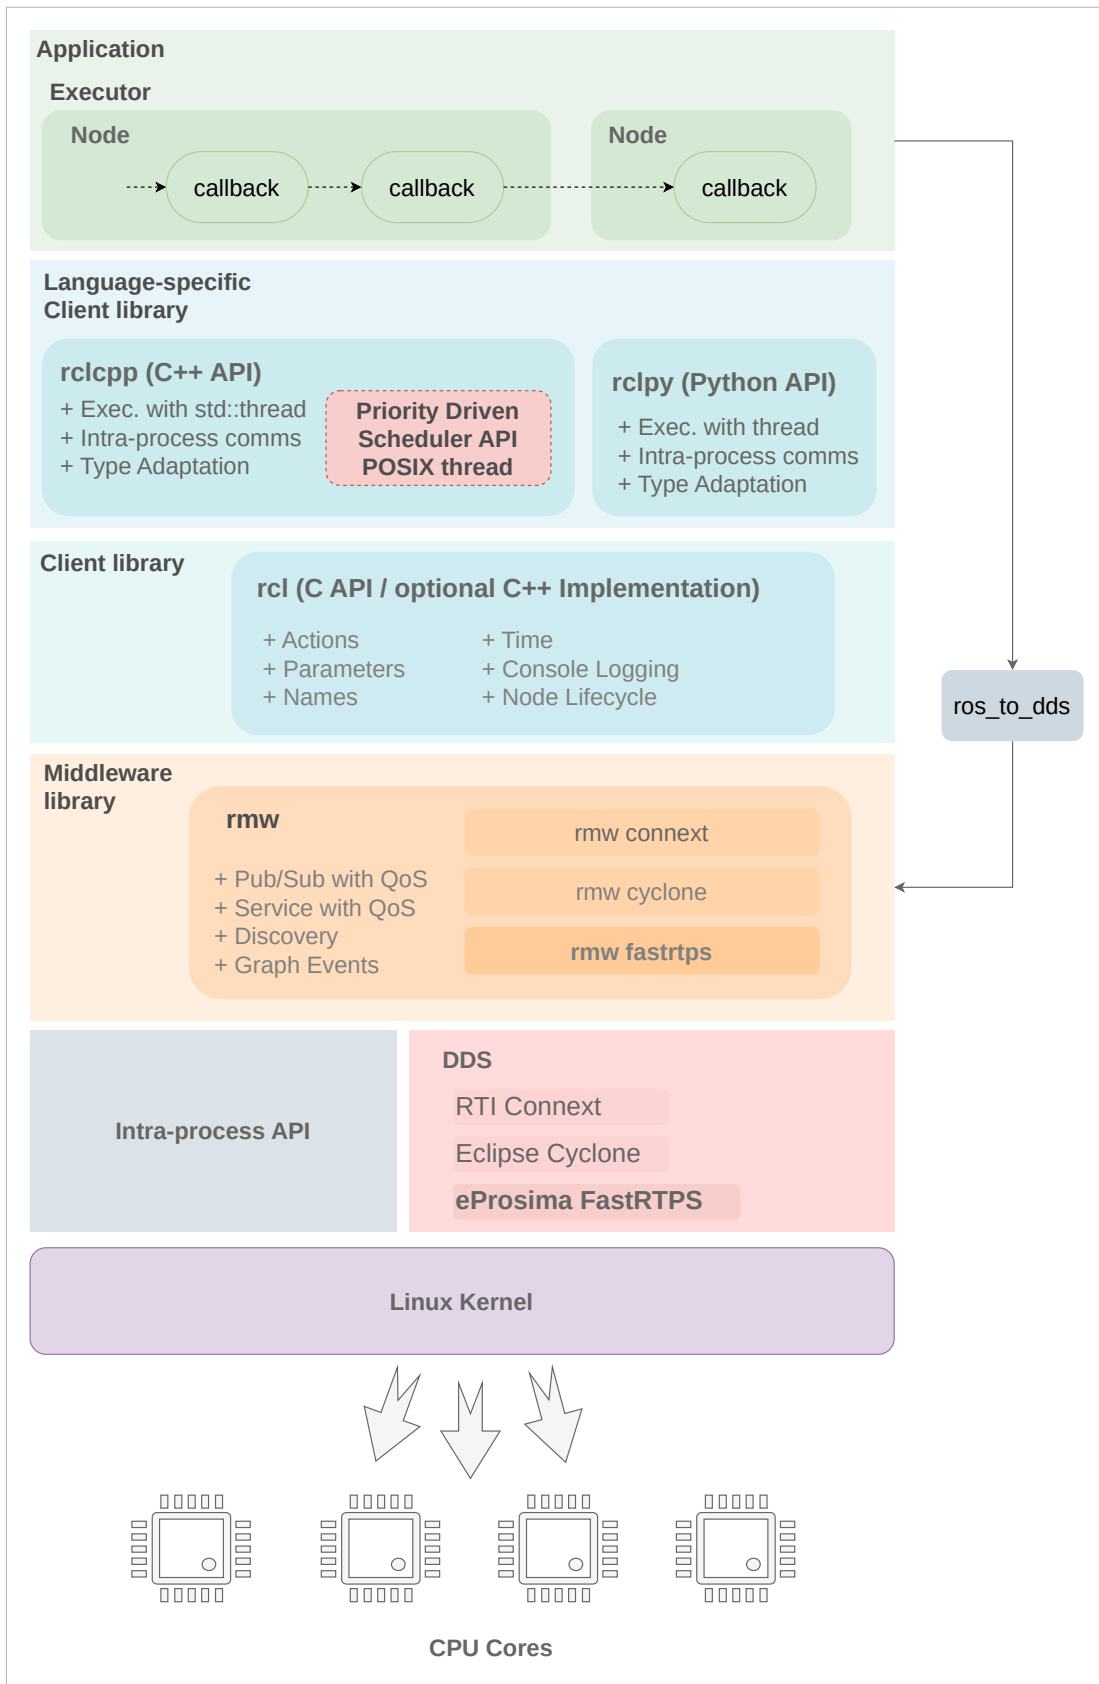 Application
Executor
Node
Node
callback
callback
callback
Language-specific
Client library
rclcpp (C++ API)
+ Exec. with std::thread
+ Intra-process comms
+ Type Adaptation
Priority Driven
Scheduler API
POSIX thread
rclpy (Python API)
+ Exec. with thread
+ Intra-process comms
+ Type Adaptation
Client library
rcl (C API / optional C++ Implementation)
+ Actions
+ Parameters
+ Names
+ Time
+ Console Logging
+ Node Lifecycle
ros_to_dds
Middleware
library
rmw
+ Pub/Sub with QoS
+ Service with QoS
+ Discovery
+ Graph Events
rmw connext
rmw cyclone
rmw fastrtps
Intra-process API
DDS
RTI Connext
Eclipse Cyclone
eProsima FastRTPS
Linux Kernel
CPU Cores